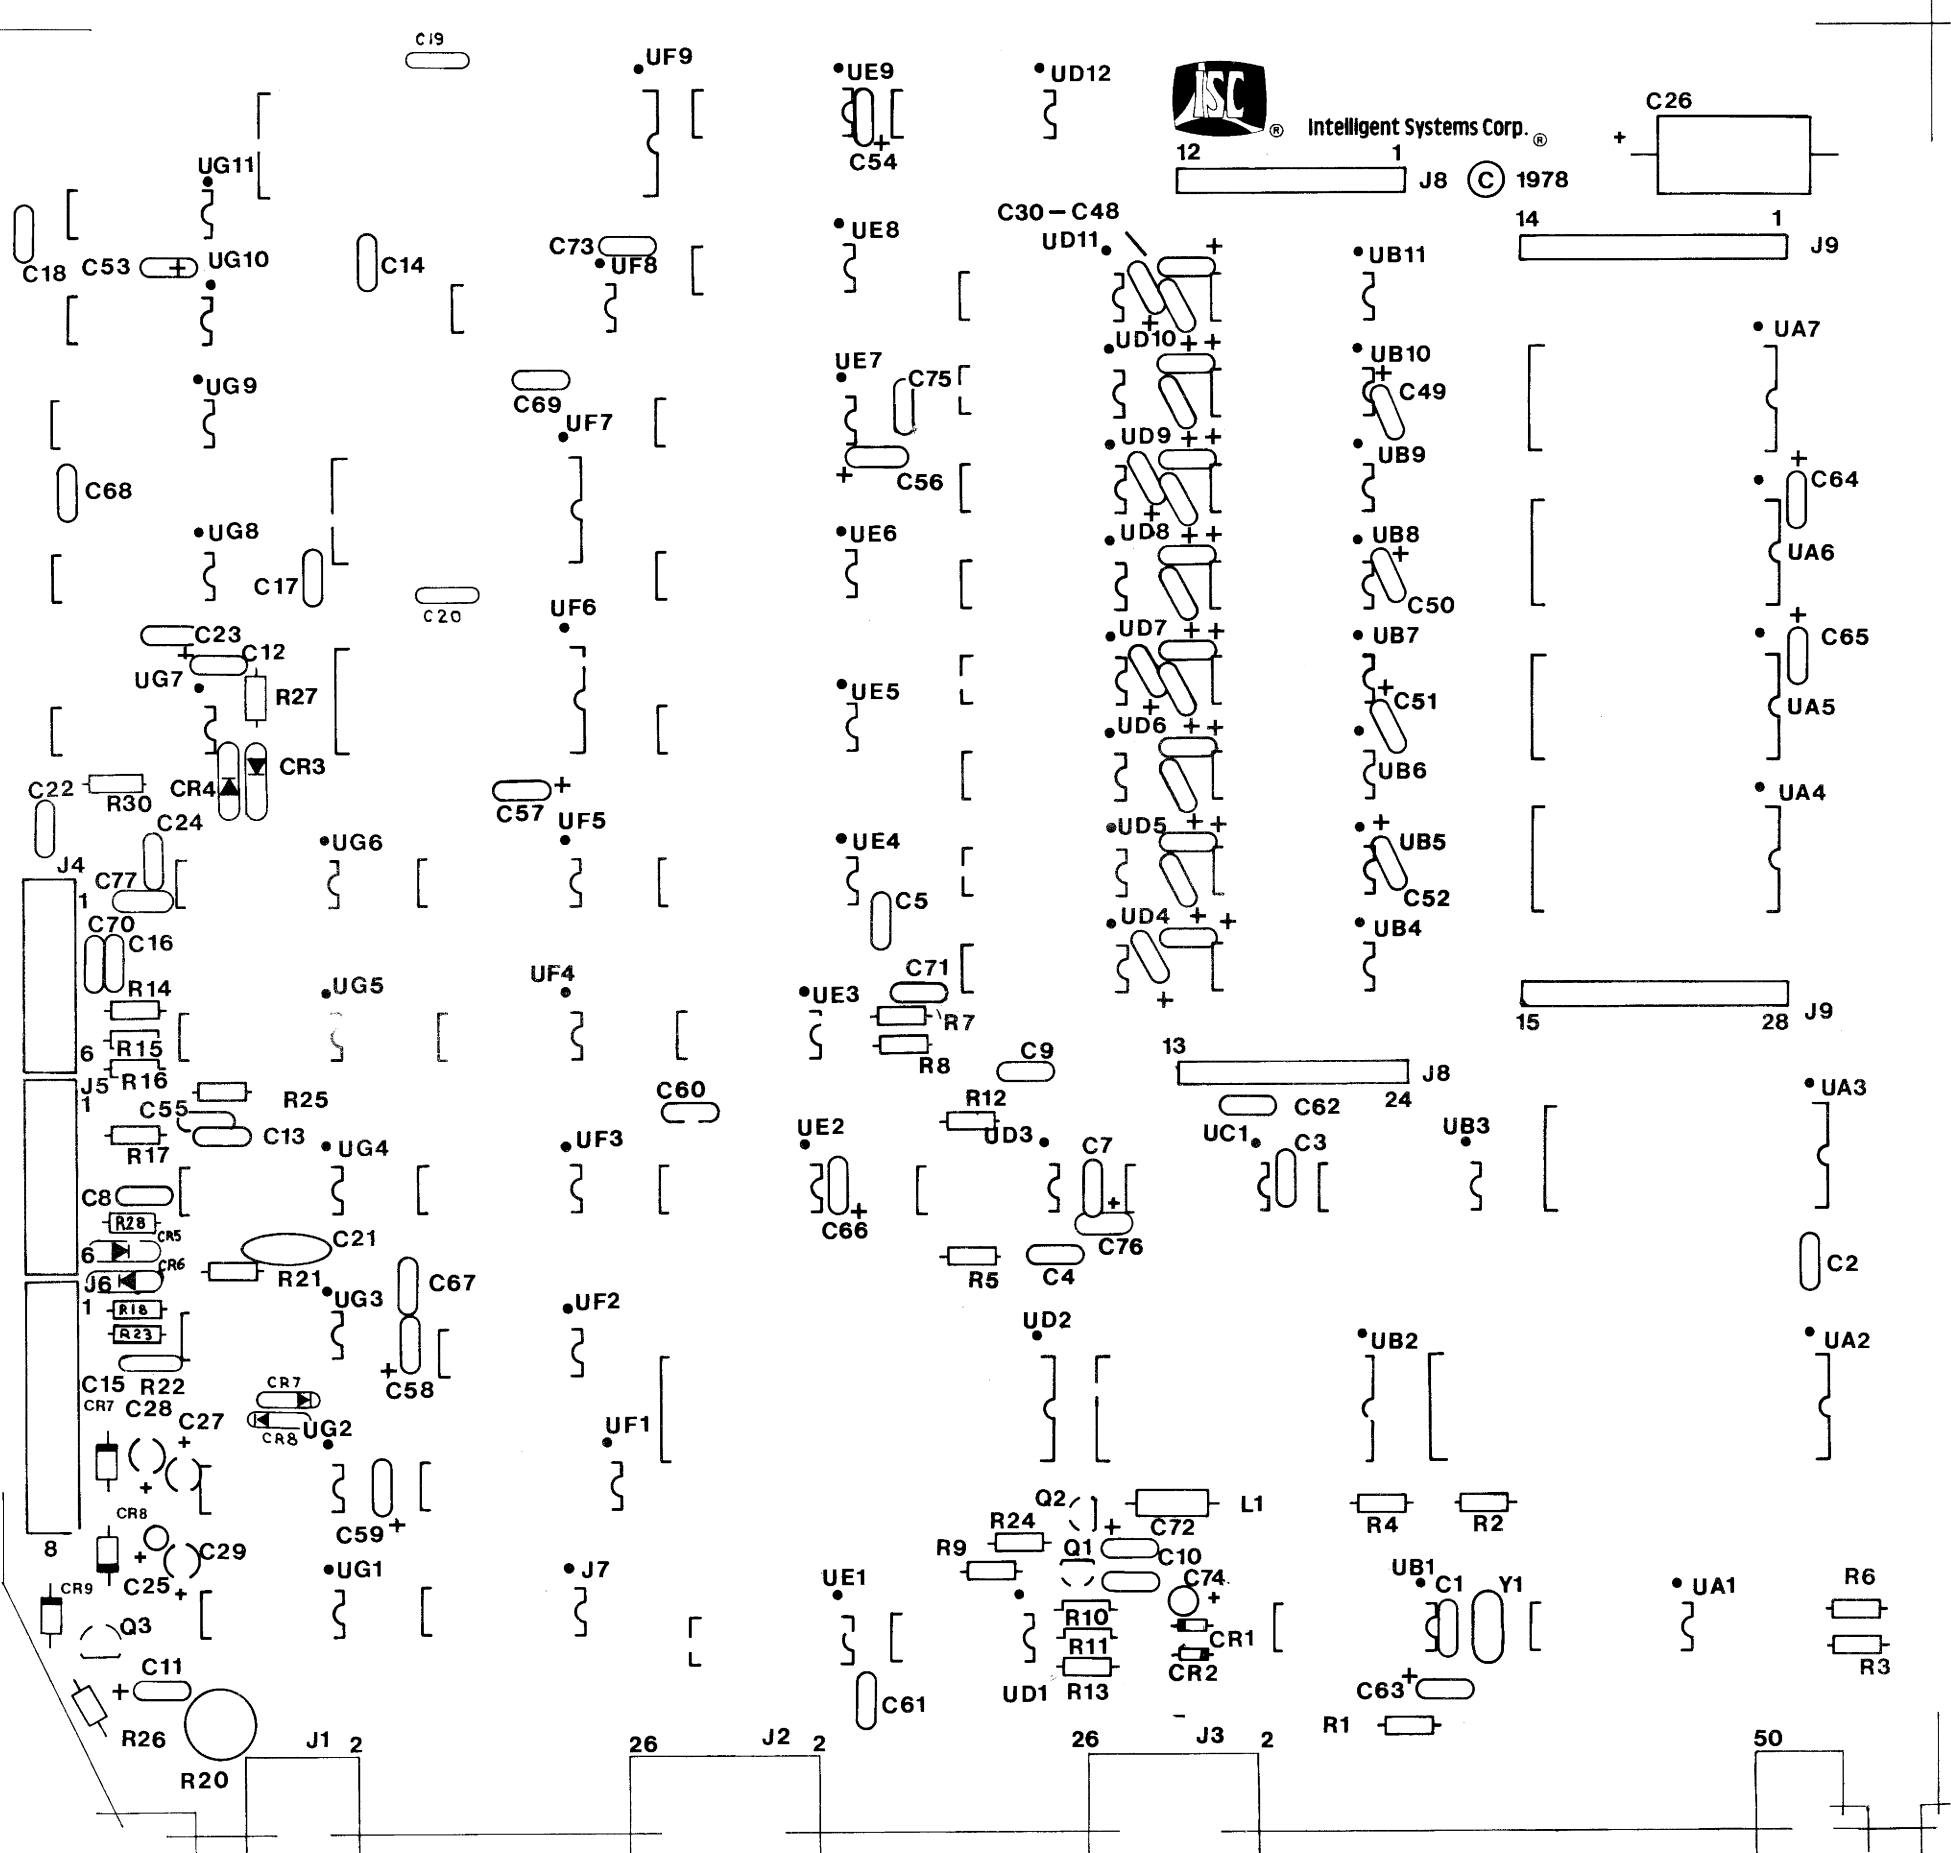 C19
UF9
UE9
UD12
ISC ®
Intelligent Systems Corp. ®
C26
+
UG11
C54
+
12
1
J8
© 1978
14
1
J9
C30-C48
C18
C53
+
UG10
C14
C73
UF8
UE8
UD11
+
UB11
+
UD10
+ +
UA7
UG9
C69
UF7
UE7
C75
UB10
+
C49
C56
+
UD9
+ +
UB9
+
C64
C68
UG8
C17
C20
UE6
+
UD8
+ +
UB8
+
C50
UA6
C23
+
C12
UF6
UD7
+ +
UB7
+
C65
UG7
R27
UE5
+
UD6
+ +
+
C51
UB6
UA5
CR4
CR3
C22
R30
C24
C57
+
UF5
UG6
UE4
UD5
+ +
+
UB5
C52
UA4
J4
1
C77
C70
C16
C5
UD4
+
+
+
UB4
R14
UG5
UF4
UE3
C71
R7
R8
15
28
J9
6
R15
R16
J5
1
R25
C55
C13
R17
C60
C9
R12
13
J8
24
C62
UA3
UG4
UF3
UE2
UD3
C7
UC1
C3
UB3
C8
R28
CR5
6
CR6
J6
1
C21
R21
C66
+
+
C76
C4
R5
C2
R18
R23
UG3
C67
C58
+
UF2
UD2
UB2
UA2
C15
R22
CR7
C28
C27
+
+
CR7
CR8
UG2
UF1
C59
+
CR8
8
C29
+
C25
+
CR9
Q3
UG1
J7
UE1
Q2
+
L1
C72
R24
R9
Q1
C10
C74
+
R10
R11
R13
UD1
CR1
CR2
R4
R2
UB1
C1
Y1
UA1
R6
R3
C11
+
R26
R20
C61
C63
+
R1
J1
2
26
J2
2
26
J3
2
50